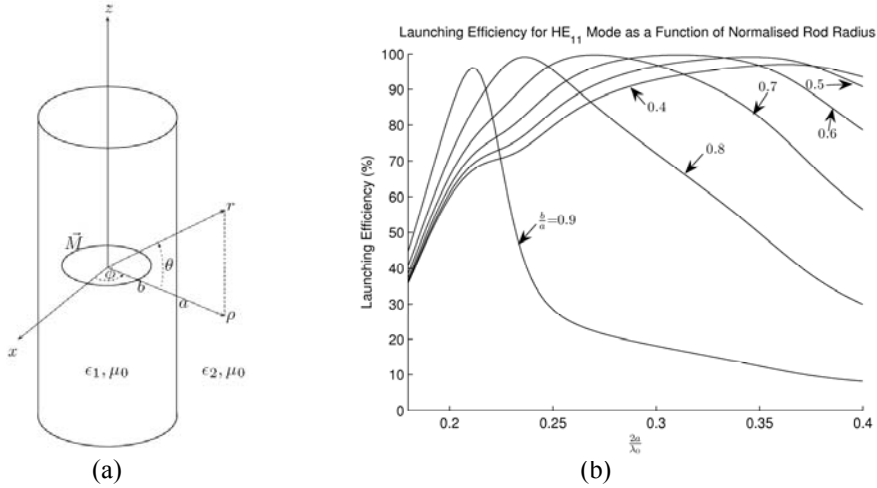 z
r
M⃗
θ
ϕ
b
a
ρ
x
ϵ₁, μ₀
ϵ₂, μ₀
(a)
Launching Efficiency for HE₁₁ Mode as a Function of Normalised Rod Radius
Launching Efficiency (%)
100
90
80
70
60
50
40
30
20
10
0
0.5
0.4
0.7
0.6
0.8
b/a=0.9
0.2
0.25
0.3
0.35
0.4
2a/λ₀
(b)